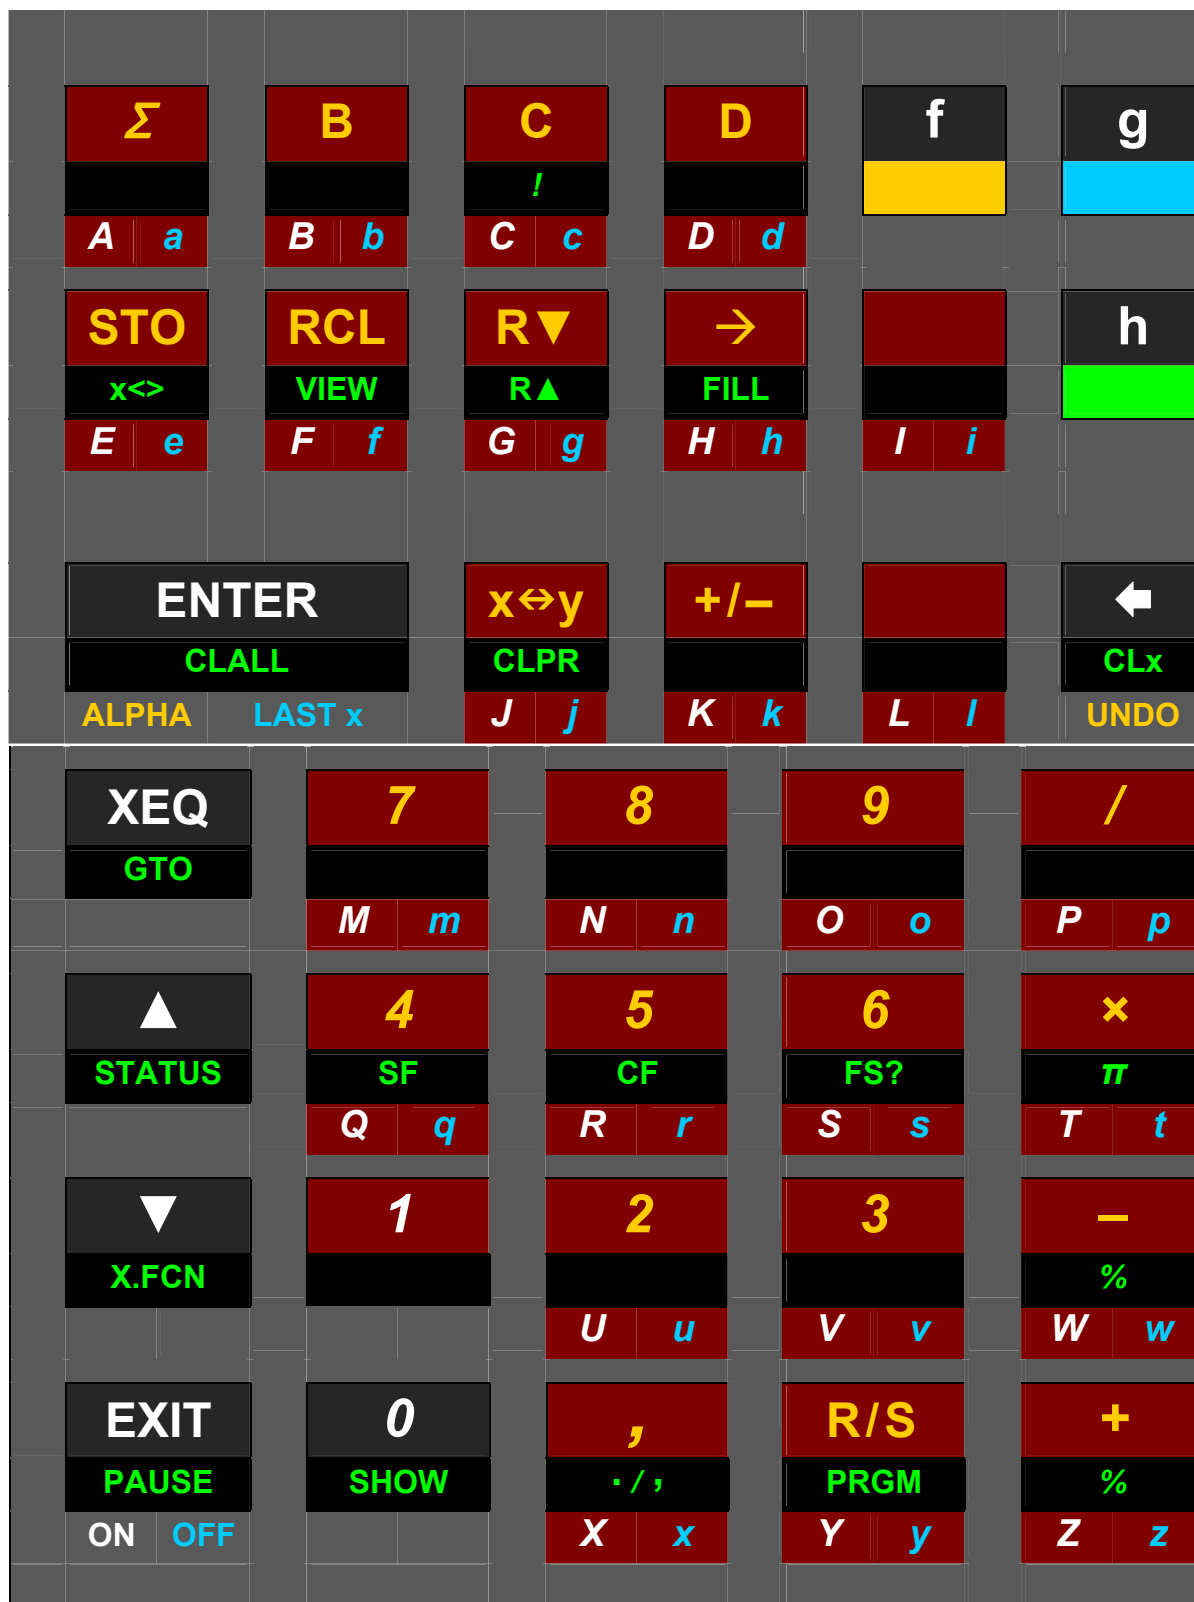 Σ B C D f g
!
A a B b C c D d
STO RCL R▼ → h
x<> VIEW R▲ FILL
E e F f G g H h I i
ENTER x↔y +/– 🡄
CLALL CLPR CLx
ALPHA LAST x J j K k L l UNDO
XEQ 7 8 9 /
GTO
M m N n O o P p
▲ 4 5 6 ×
STATUS SF CF FS? π
Q q R r S s T t
▼ 1 2 3 –
X.FCN %
U u V v W w
EXIT 0 , R/S +
PAUSE SHOW ·/, PRGM %
ON OFF X x Y y Z z